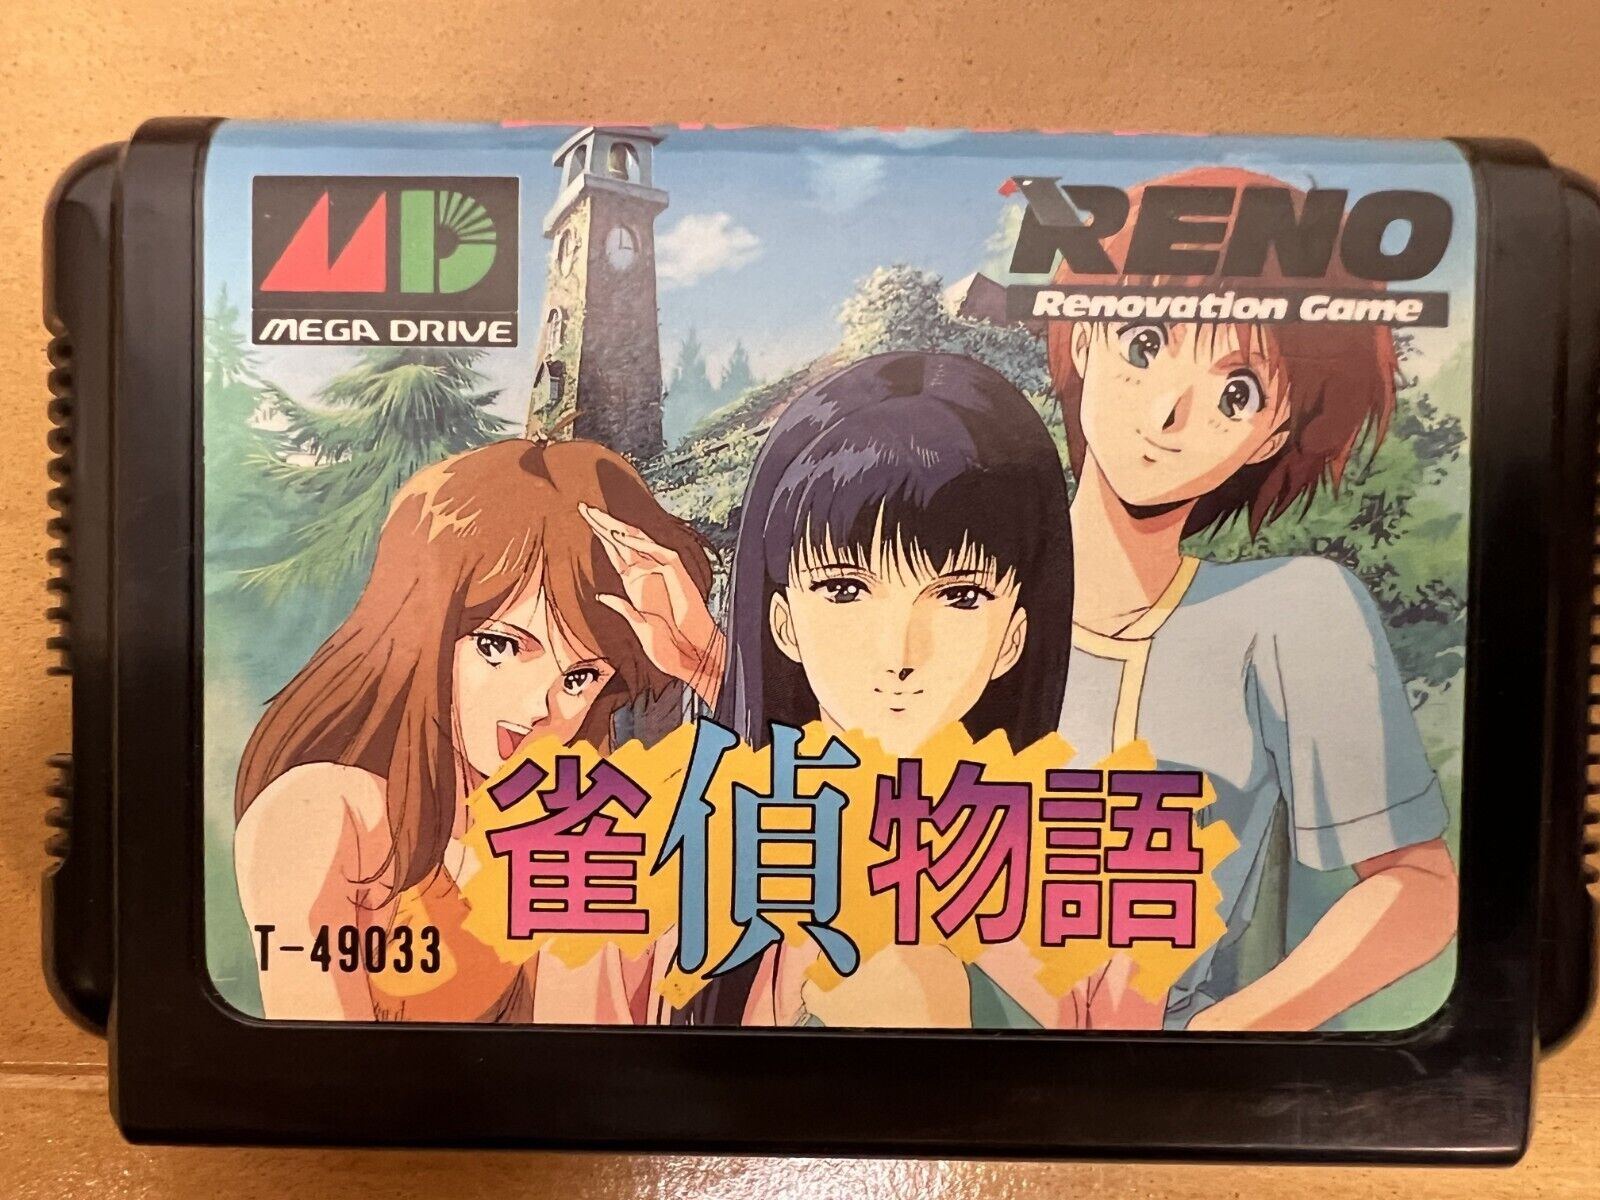 MD
MEGA DRIVE
RENO
Renovation Game
雀偵物語
T-49033